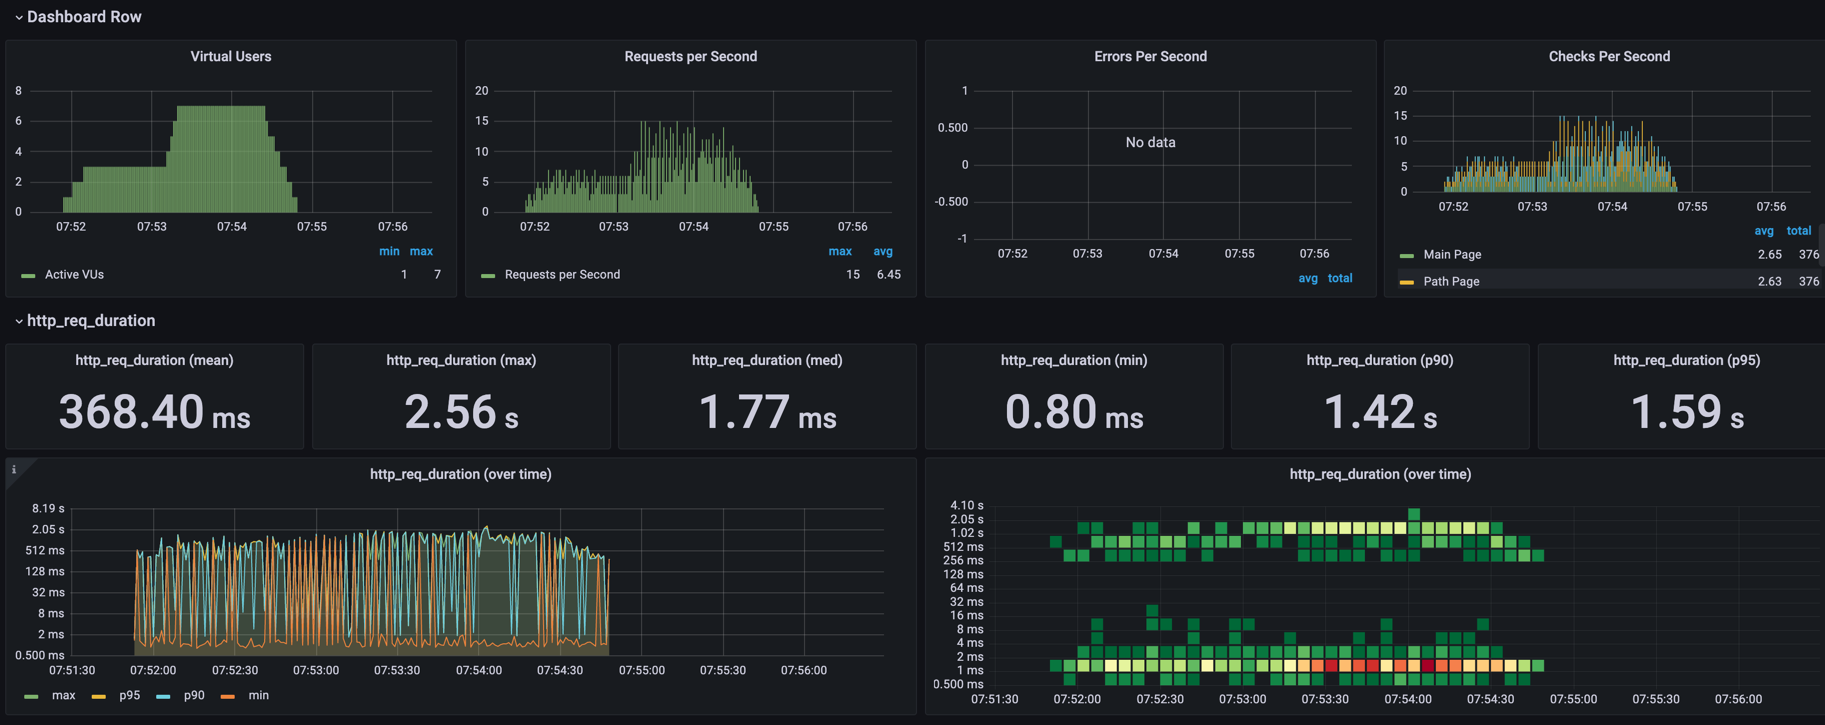 Dashboard Row
Virtual Users
8
6
4
2
0
07:52 07:53 07:54 07:55 07:56
min max
Active VUs 1 7
Requests per Second
20
15
10
5
0
07:52 07:53 07:54 07:55 07:56
max avg
Requests per Second 15 6.45
Errors Per Second
1
0.500
0
-0.500
-1
No data
07:52 07:53 07:54 07:55 07:56
avg total
Checks Per Second
20
15
10
5
0
07:52 07:53 07:54 07:55 07:56
avg total
Main Page 2.65 376
Path Page 2.63 376
http_req_duration
http_req_duration (mean)
368.40 ms
http_req_duration (max)
2.56 s
http_req_duration (med)
1.77 ms
http_req_duration (min)
0.80 ms
http_req_duration (p90)
1.42 s
http_req_duration (p95)
1.59 s
i
http_req_duration (over time)
8.19 s
2.05 s
512 ms
128 ms
32 ms
8 ms
2 ms
0.500 ms
07:51:30 07:52:00 07:52:30 07:53:00 07:53:30 07:54:00 07:54:30 07:55:00 07:55:30 07:56:00
max p95 p90 min
http_req_duration (over time)
4.10 s
2.05 s
1.02 s
512 ms
256 ms
128 ms
64 ms
32 ms
16 ms
8 ms
4 ms
2 ms
1 ms
0.500 ms
07:51:30 07:52:00 07:52:30 07:53:00 07:53:30 07:54:00 07:54:30 07:55:00 07:55:30 07:56:00